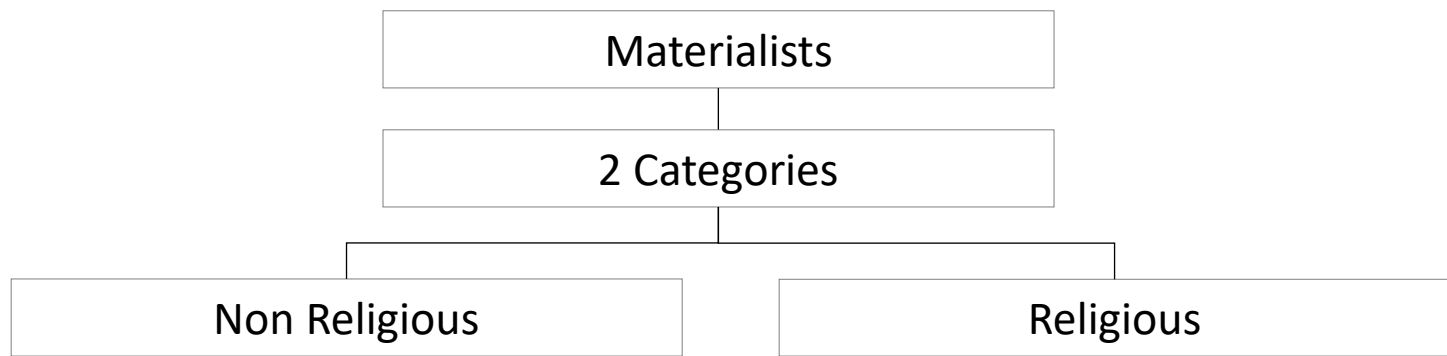 Materialists
2 Categories
Non Religious
Religious